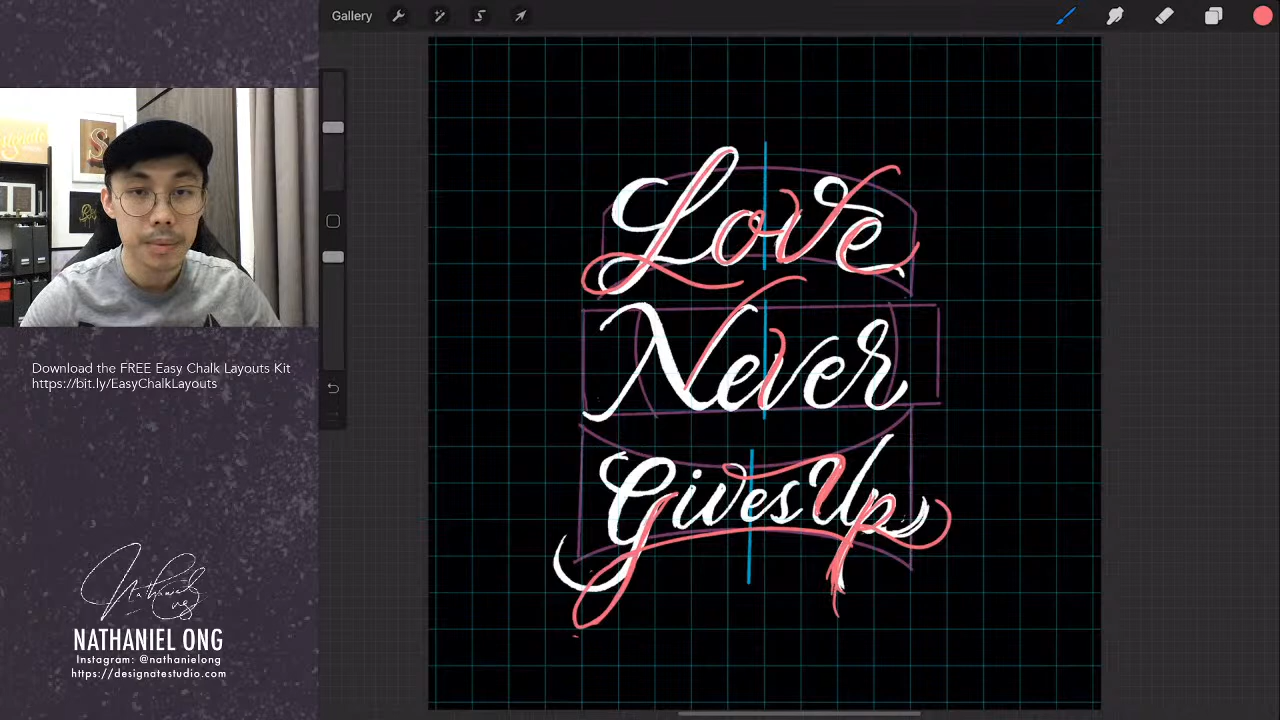 Gallery
Love
Never
Gives Up
Download the FREE Easy Chalk Layouts Kit
https://bit.ly/EasyChalkLayouts
Nathaniel
NATHANIEL ONG
Instagram: @nathanielong
https://designatestudio.com